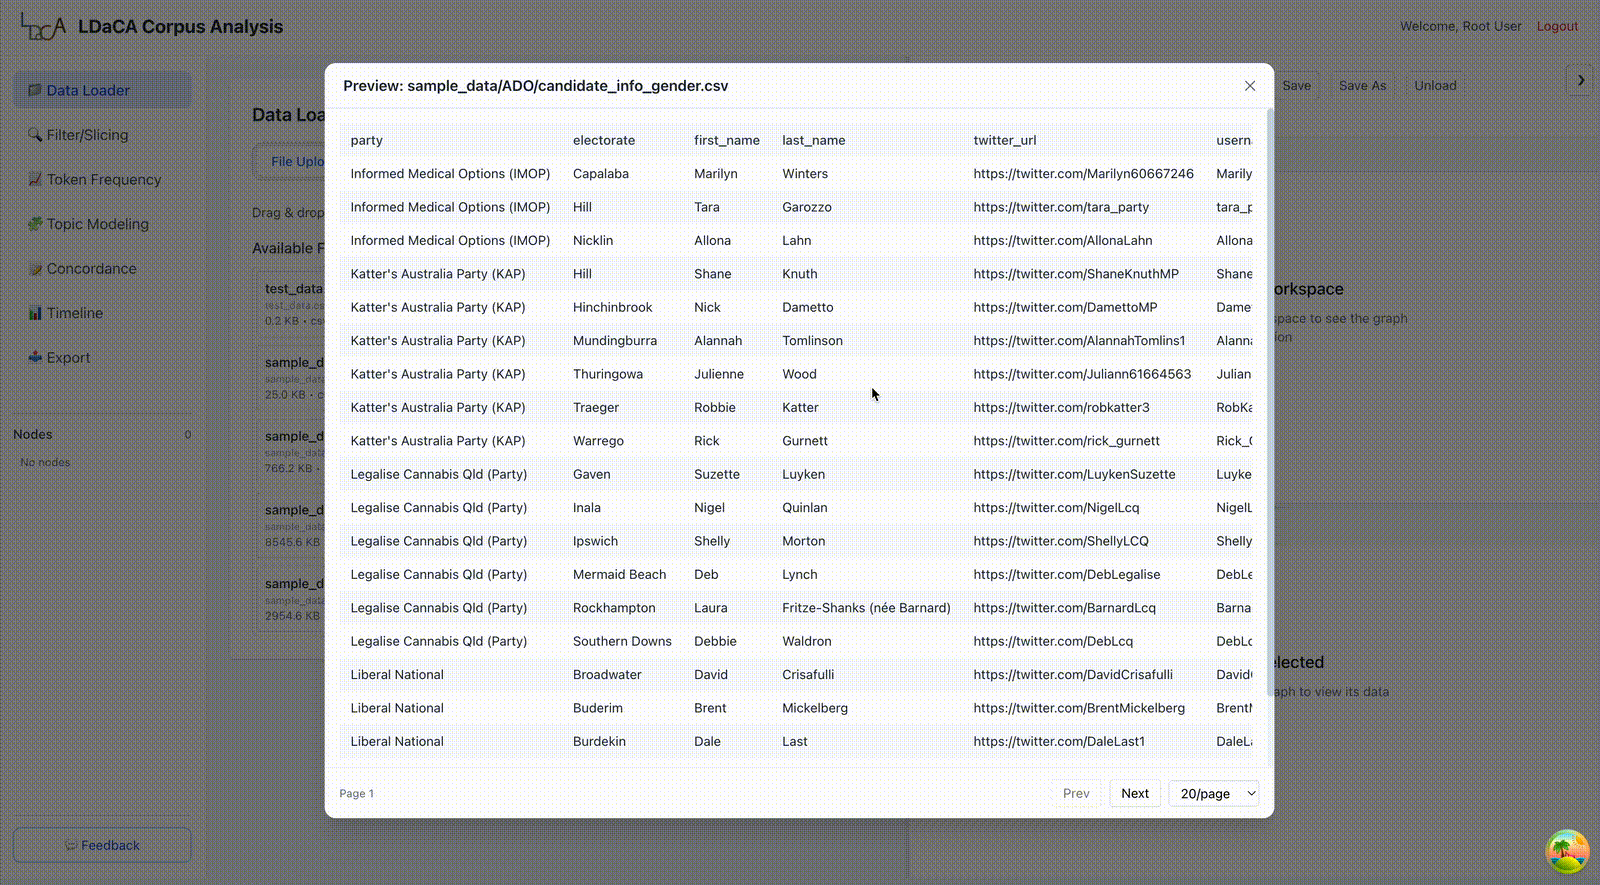 LDaCA LDaCA Corpus Analysis
Welcome, Root User Logout
Data Loader
Filter/Slicing
Token Frequency
Topic Modeling
Concordance
Timeline
Export
Nodes 0
No nodes
Feedback
Data Loa
File Uplo
Drag & drop
Available F
test_data.
test_data.cs
0.2 KB • cs
sample_d
sample_data
25.0 KB • c
sample_d
sample_data
766.2 KB •
sample_d
sample_data
8545.6 KB
sample_d
sample_data
2954.6 KB
Preview: sample_data/ADO/candidate_info_gender.csv
party electorate first_name last_name twitter_url usern
Informed Medical Options (IMOP) Capalaba Marilyn Winters https://twitter.com/Marilyn60667246 Marily
Informed Medical Options (IMOP) Hill Tara Garozzo https://twitter.com/tara_party tara_p
Informed Medical Options (IMOP) Nicklin Allona Lahn https://twitter.com/AllonaLahn Allona
Katter's Australia Party (KAP) Hill Shane Knuth https://twitter.com/ShaneKnuthMP Shane
Katter's Australia Party (KAP) Hinchinbrook Nick Dametto https://twitter.com/DamettoMP Dame
Katter's Australia Party (KAP) Mundingburra Alannah Tomlinson https://twitter.com/AlannahTomlins1 Alann
Katter's Australia Party (KAP) Thuringowa Julienne Wood https://twitter.com/Juliann61664563 Julian
Katter's Australia Party (KAP) Traeger Robbie Katter https://twitter.com/robkatter3 RobKa
Katter's Australia Party (KAP) Warrego Rick Gurnett https://twitter.com/rick_gurnett Rick_G
Legalise Cannabis Qld (Party) Gaven Suzette Luyken https://twitter.com/LuykenSuzette Luyke
Legalise Cannabis Qld (Party) Inala Nigel Quinlan https://twitter.com/NigelLcq NigelL
Legalise Cannabis Qld (Party) Ipswich Shelly Morton https://twitter.com/ShellyLCQ Shelly
Legalise Cannabis Qld (Party) Mermaid Beach Deb Lynch https://twitter.com/DebLegalise DebLe
Legalise Cannabis Qld (Party) Rockhampton Laura Fritze-Shanks (née Barnard) https://twitter.com/BarnardLcq Barna
Legalise Cannabis Qld (Party) Southern Downs Debbie Waldron https://twitter.com/DebLcq DebLc
Liberal National Broadwater David Crisafulli https://twitter.com/DavidCrisafulli David
Liberal National Buderim Brent Mickelberg https://twitter.com/BrentMickelberg Brent
Liberal National Burdekin Dale Last https://twitter.com/DaleLast1 DaleL
Page 1 Prev Next 20/page
Save Save As Unload
orkspace
space to see the graph
ion
elected
aph to view its data